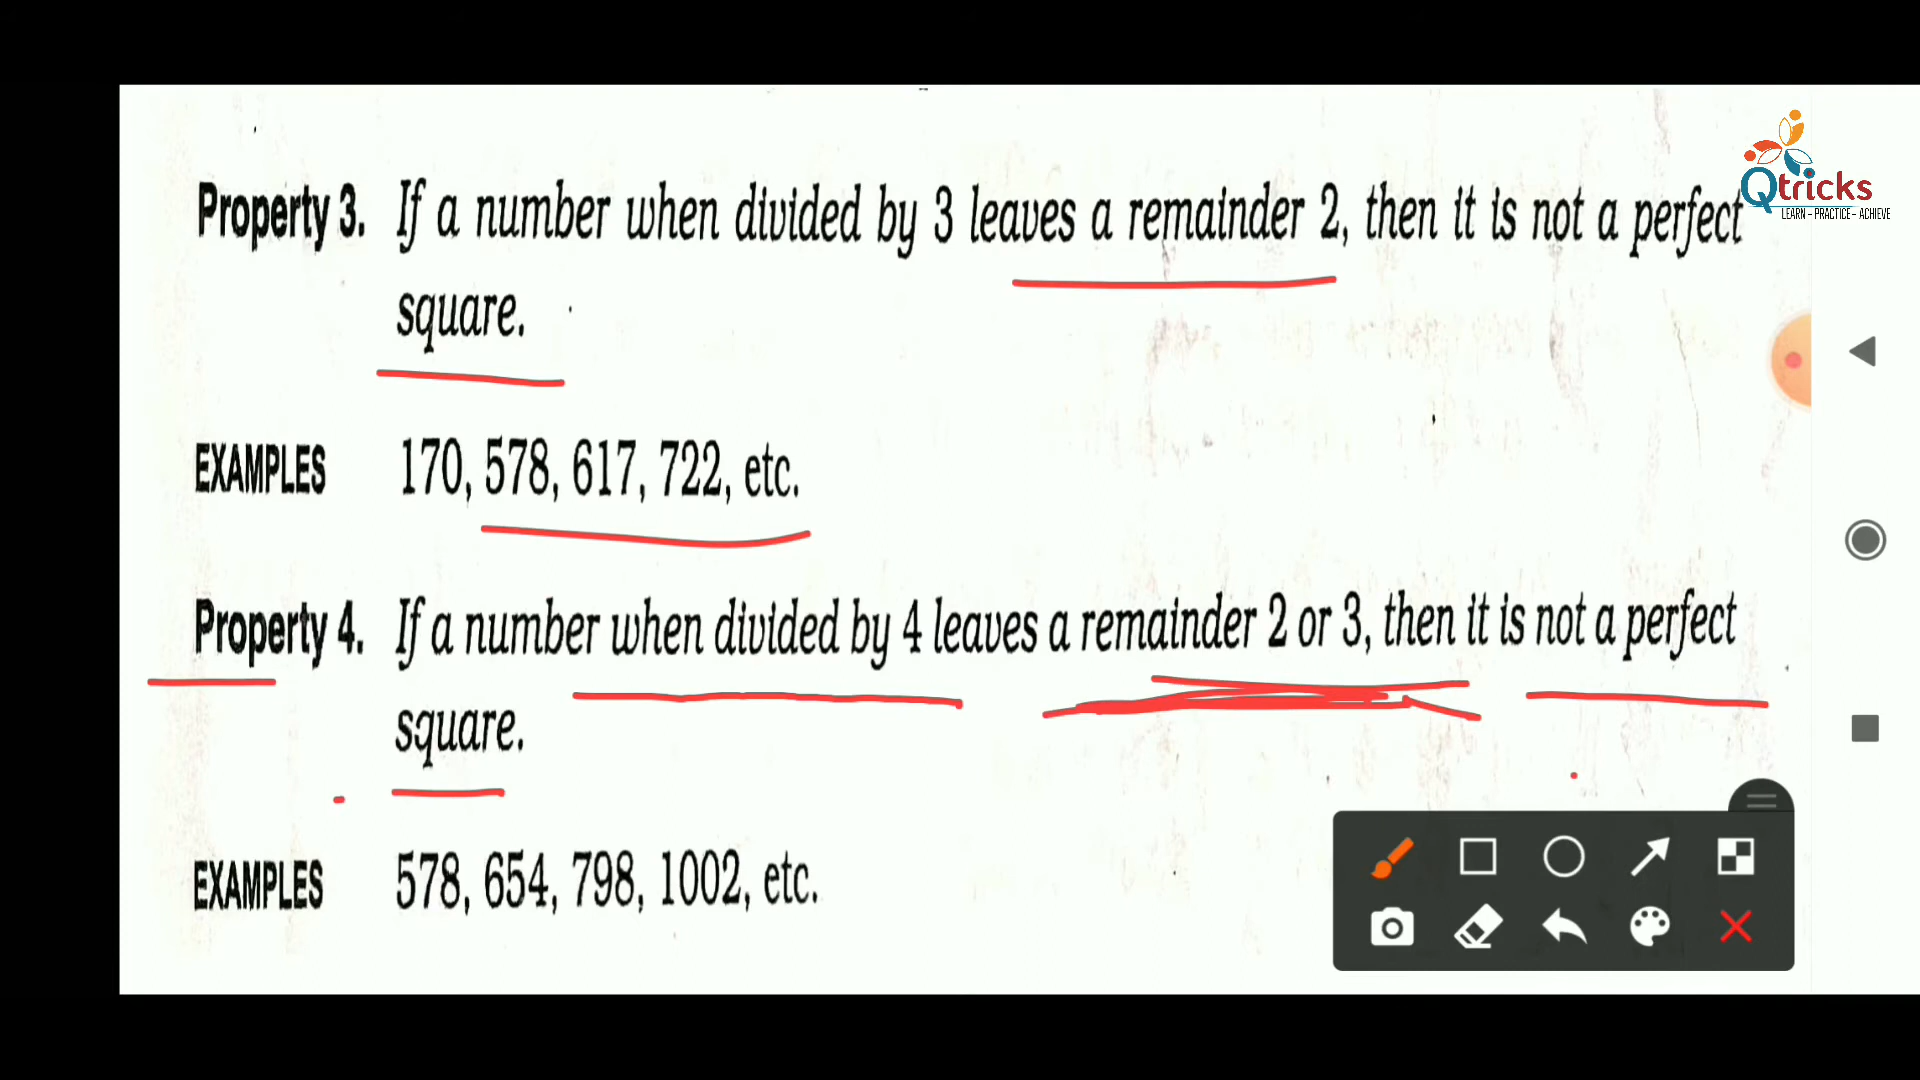 Qtricks
LEARN - PRACTICE - ACHIEVE
Property 3. If a number when divided by 3 leaves a remainder 2, then it is not a perfect
square.
EXAMPLES 170, 578, 617, 722, etc.
Property 4. If a number when divided by 4 leaves a remainder 2 or 3, then it is not a perfect
square.
EXAMPLES 578, 654, 798, 1002, etc.